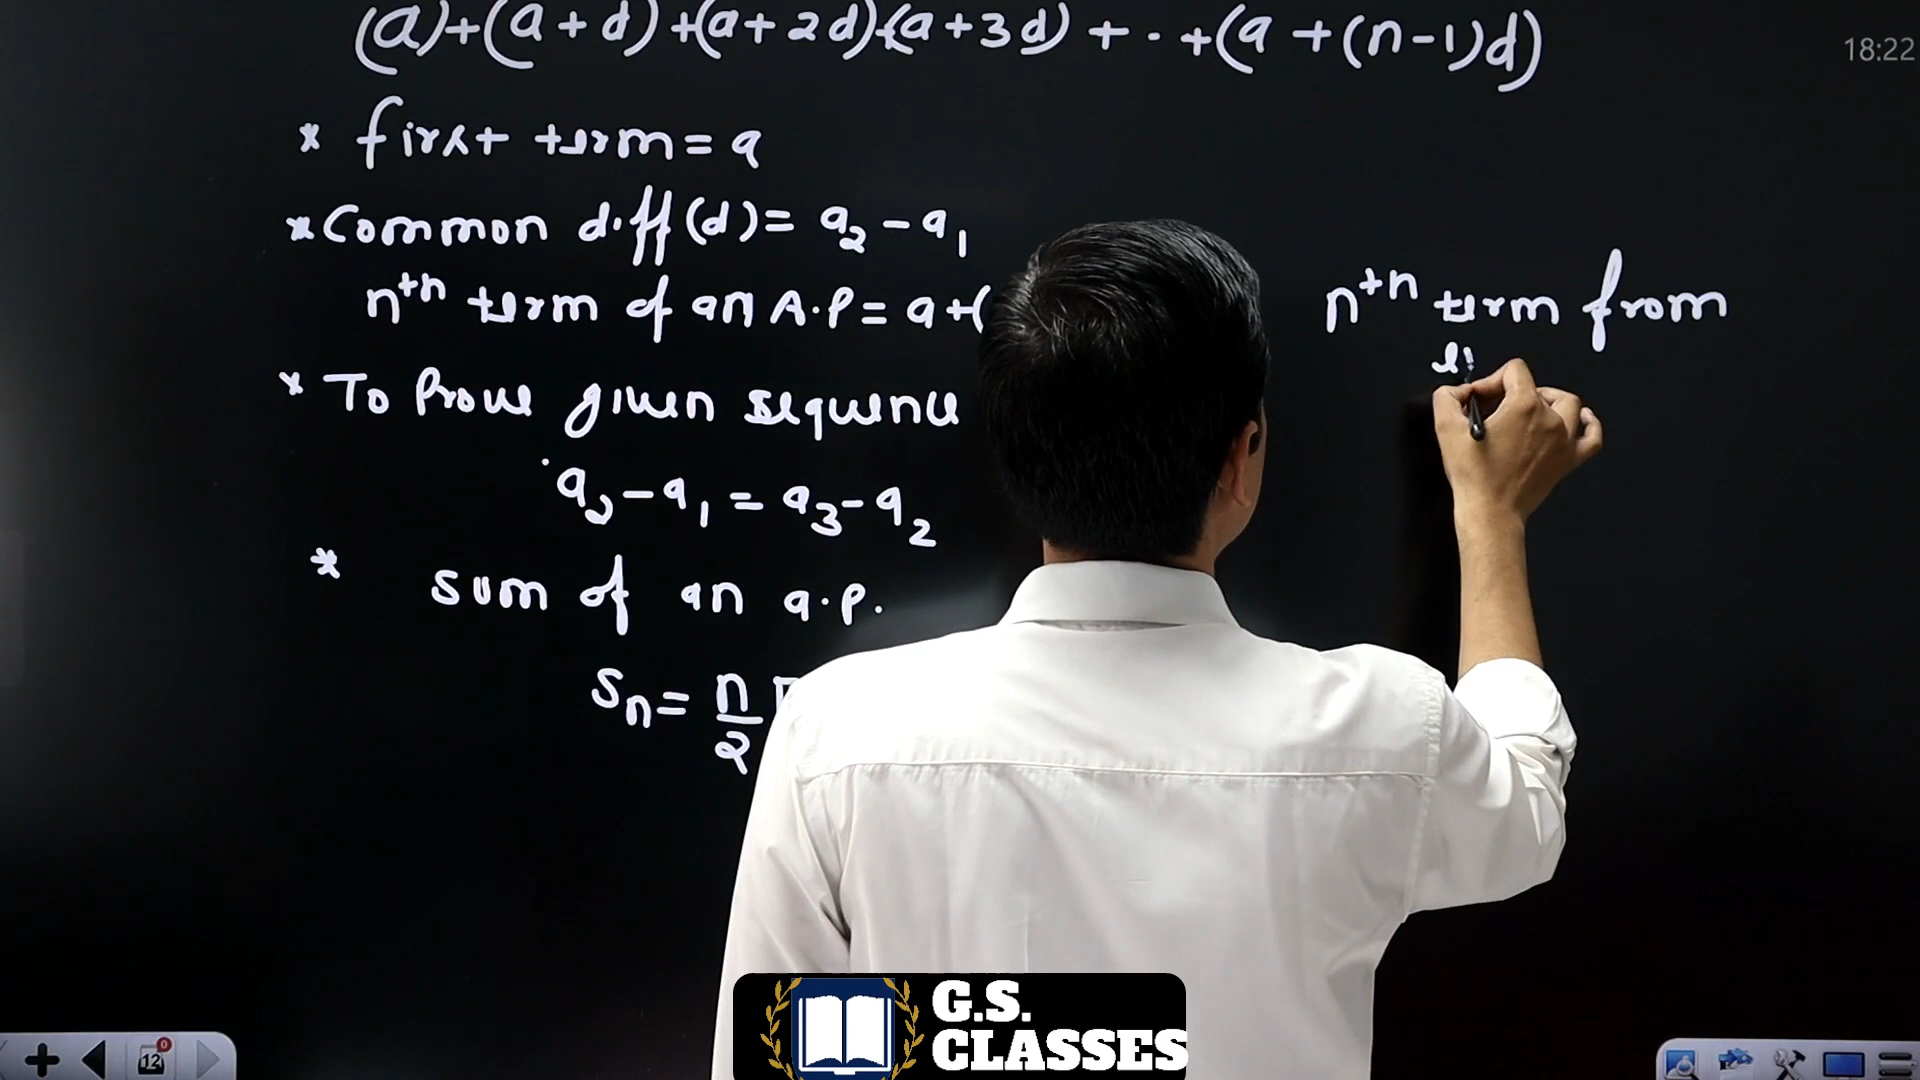 (a)+(a+d)+(a+2d)+(a+3d)+..+(a+(n-1)d)
18:22
* first term = a
* Common diff(d) = a₂ - a₁
nᵗʰ term of an A.P = a+(
* To Prove given sequence
a₂ - a₁ = a₃ - a₂
* sum of an a.p.
Sₙ = n/2 [
nᵗʰ term from
G.S.
CLASSES
12
0